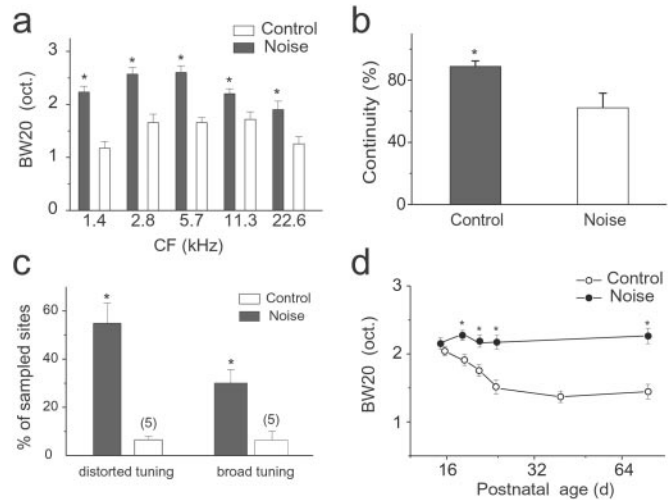 a
Control
Noise
BW20 (oct.)
3
2
1
0
* * * * *
1.4 2.8 5.7 11.3 22.6
CF (kHz)
b
Continuity (%)
80
60
40
*
Control Noise
c
Control
Noise
% of sampled sites
60
40
20
0
*
(5)
*
(5)
distorted tuning broad tuning
d
Control
Noise
BW20 (oct.)
3
2
1
* * * *
16 32 64
Postnatal age (d)